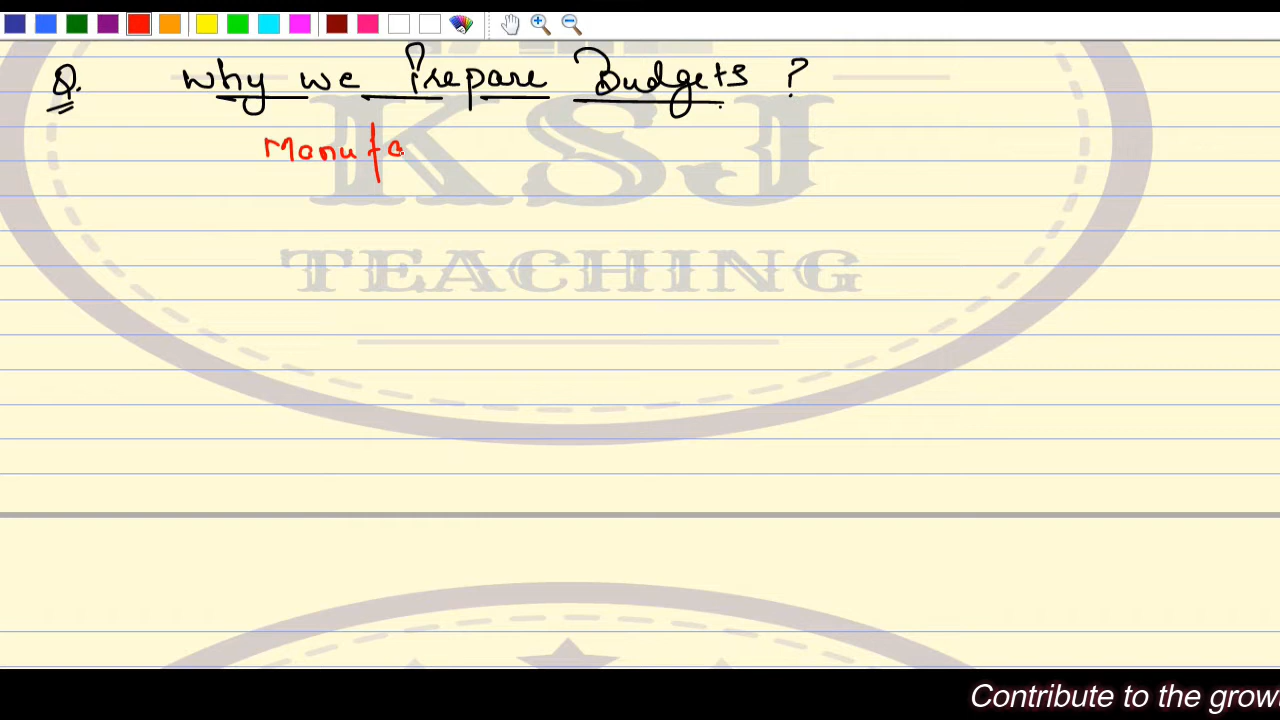 Q. Why we Prepare Budgets ?
Manufa
KSJ
TEACHING
Contribute to the grow